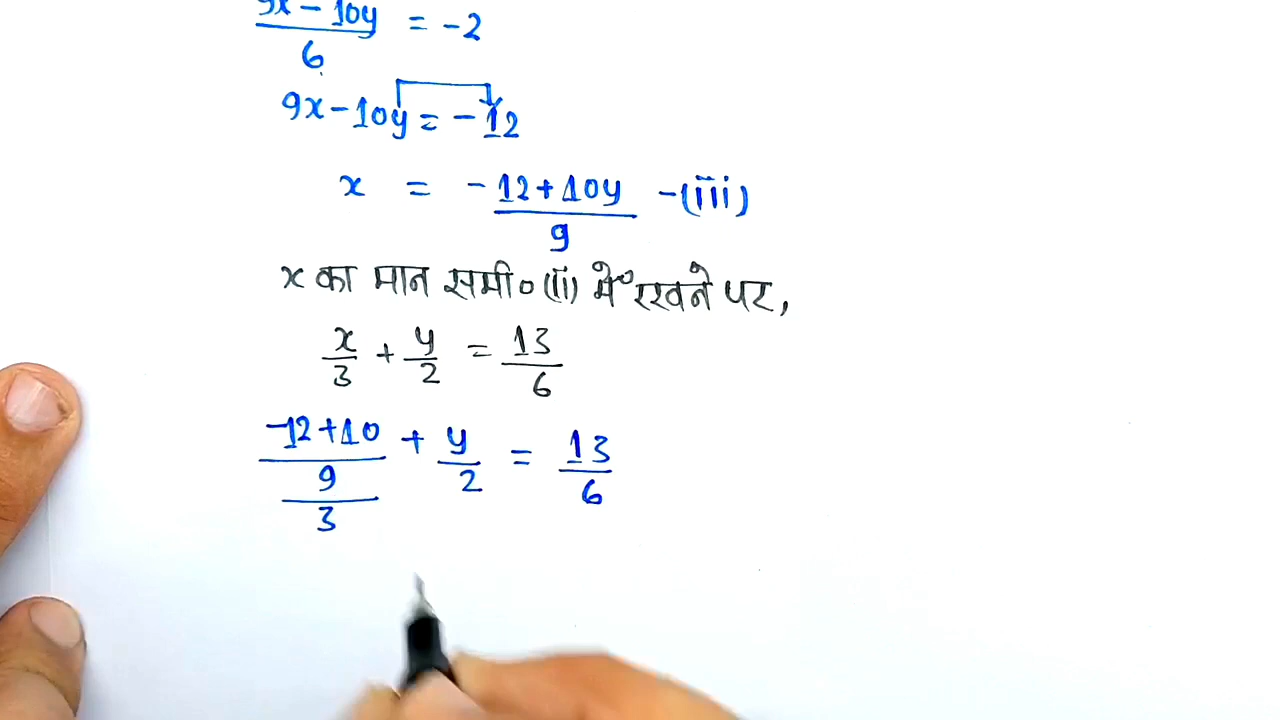 9x - 10y / 6 = -2
9x - 10y = -12
x = -12 + 10y / 9 -(iii)
x का मान समी० (ii) में रखने पर,
x/3 + y/2 = 13/6
-12+10 / 9 / 3 + y/2 = 13/6